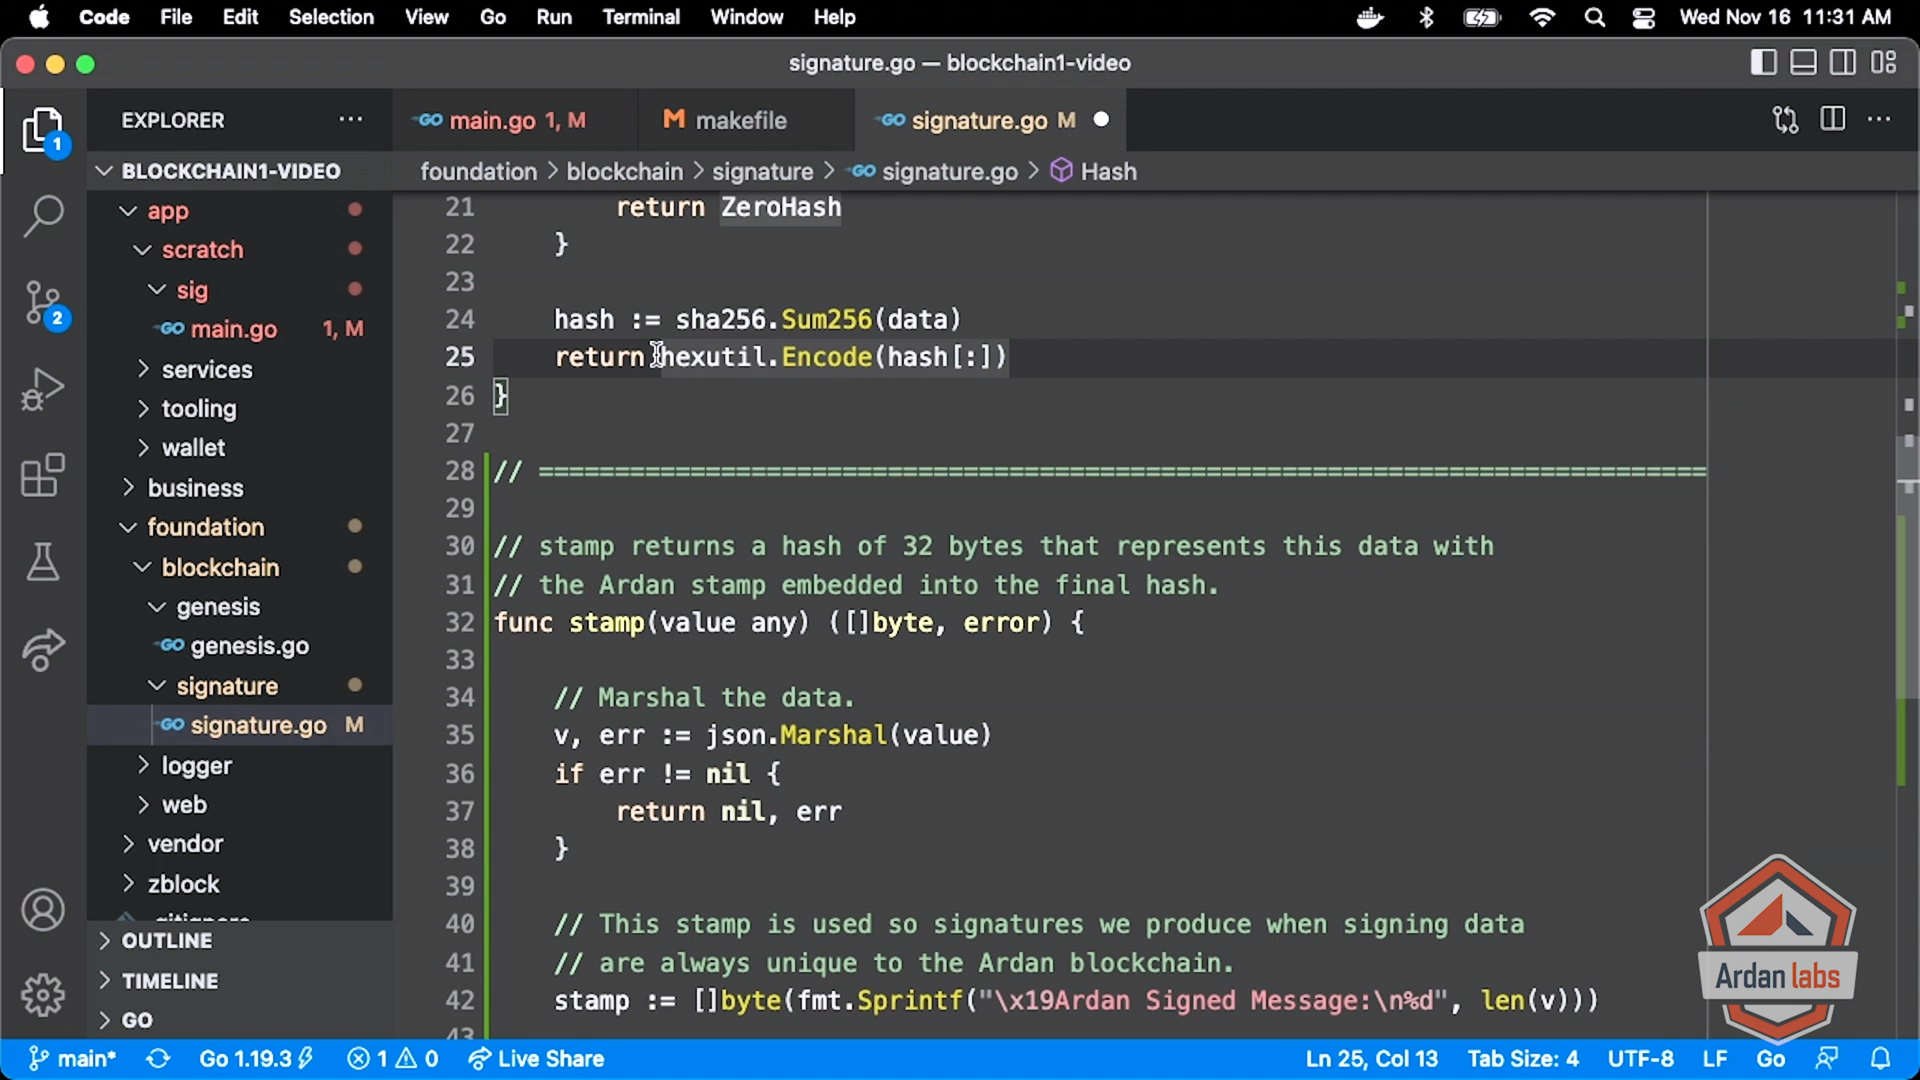 Code File Edit Selection View Go Run Terminal Window Help Wed Nov 16 11:31 AM
signature.go — blockchain1-video
EXPLORER ···
main.go 1, M
makefile
signature.go M
1
BLOCKCHAIN1-VIDEO
foundation > blockchain > signature > signature.go > Hash
app
scratch
sig
main.go 1, M
services
tooling
wallet
business
foundation
blockchain
genesis
genesis.go
signature
signature.go M
logger
web
vendor
zblock
.gitignore
OUTLINE
TIMELINE
GO
2
21 return ZeroHash
22 }
23
24 hash := sha256.Sum256(data)
25 return hexutil.Encode(hash[:])
26 }
27
28 // =============================================================================
29
30 // stamp returns a hash of 32 bytes that represents this data with
31 // the Ardan stamp embedded into the final hash.
32 func stamp(value any) ([]byte, error) {
33
34 // Marshal the data.
35 v, err := json.Marshal(value)
36 if err != nil {
37 return nil, err
38 }
39
40 // This stamp is used so signatures we produce when signing data
41 // are always unique to the Ardan blockchain.
42 stamp := []byte(fmt.Sprintf("\x19Ardan Signed Message:\n%d", len(v)))
43
Ardan labs
main* Go 1.19.3 1 0 Live Share Ln 25, Col 13 Tab Size: 4 UTF-8 LF Go